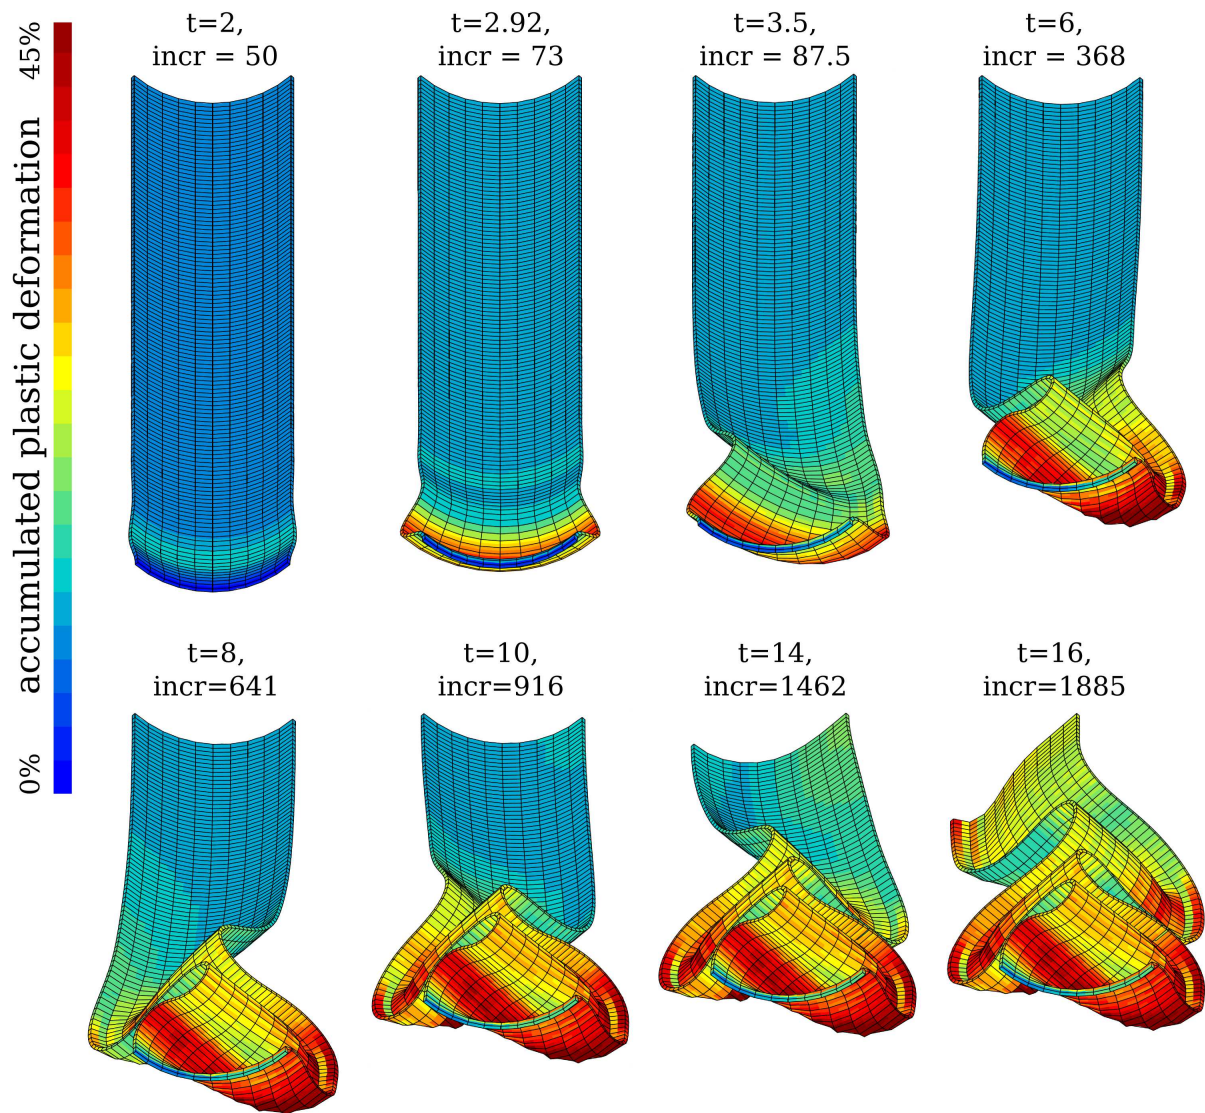 45%
accumulated plastic deformation
0%
t=2,
incr = 50
t=2.92,
incr = 73
t=3.5,
incr = 87.5
t=6,
incr = 368
t=8,
incr=641
t=10,
incr=916
t=14,
incr=1462
t=16,
incr=1885